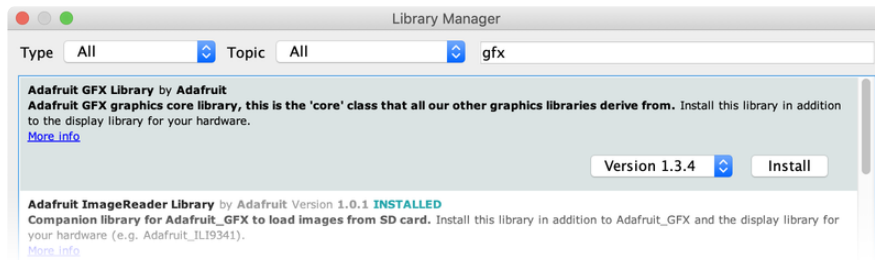 Library Manager
Type All Topic All gfx
Adafruit GFX Library by Adafruit
Adafruit GFX graphics core library, this is the 'core' class that all our other graphics libraries derive from. Install this library in addition
to the display library for your hardware.
More info
Version 1.3.4 Install
Adafruit ImageReader Library by Adafruit Version 1.0.1 INSTALLED
Companion library for Adafruit_GFX to load images from SD card. Install this library in addition to Adafruit_GFX and the display library for
your hardware (e.g. Adafruit_ILI9341).
More info